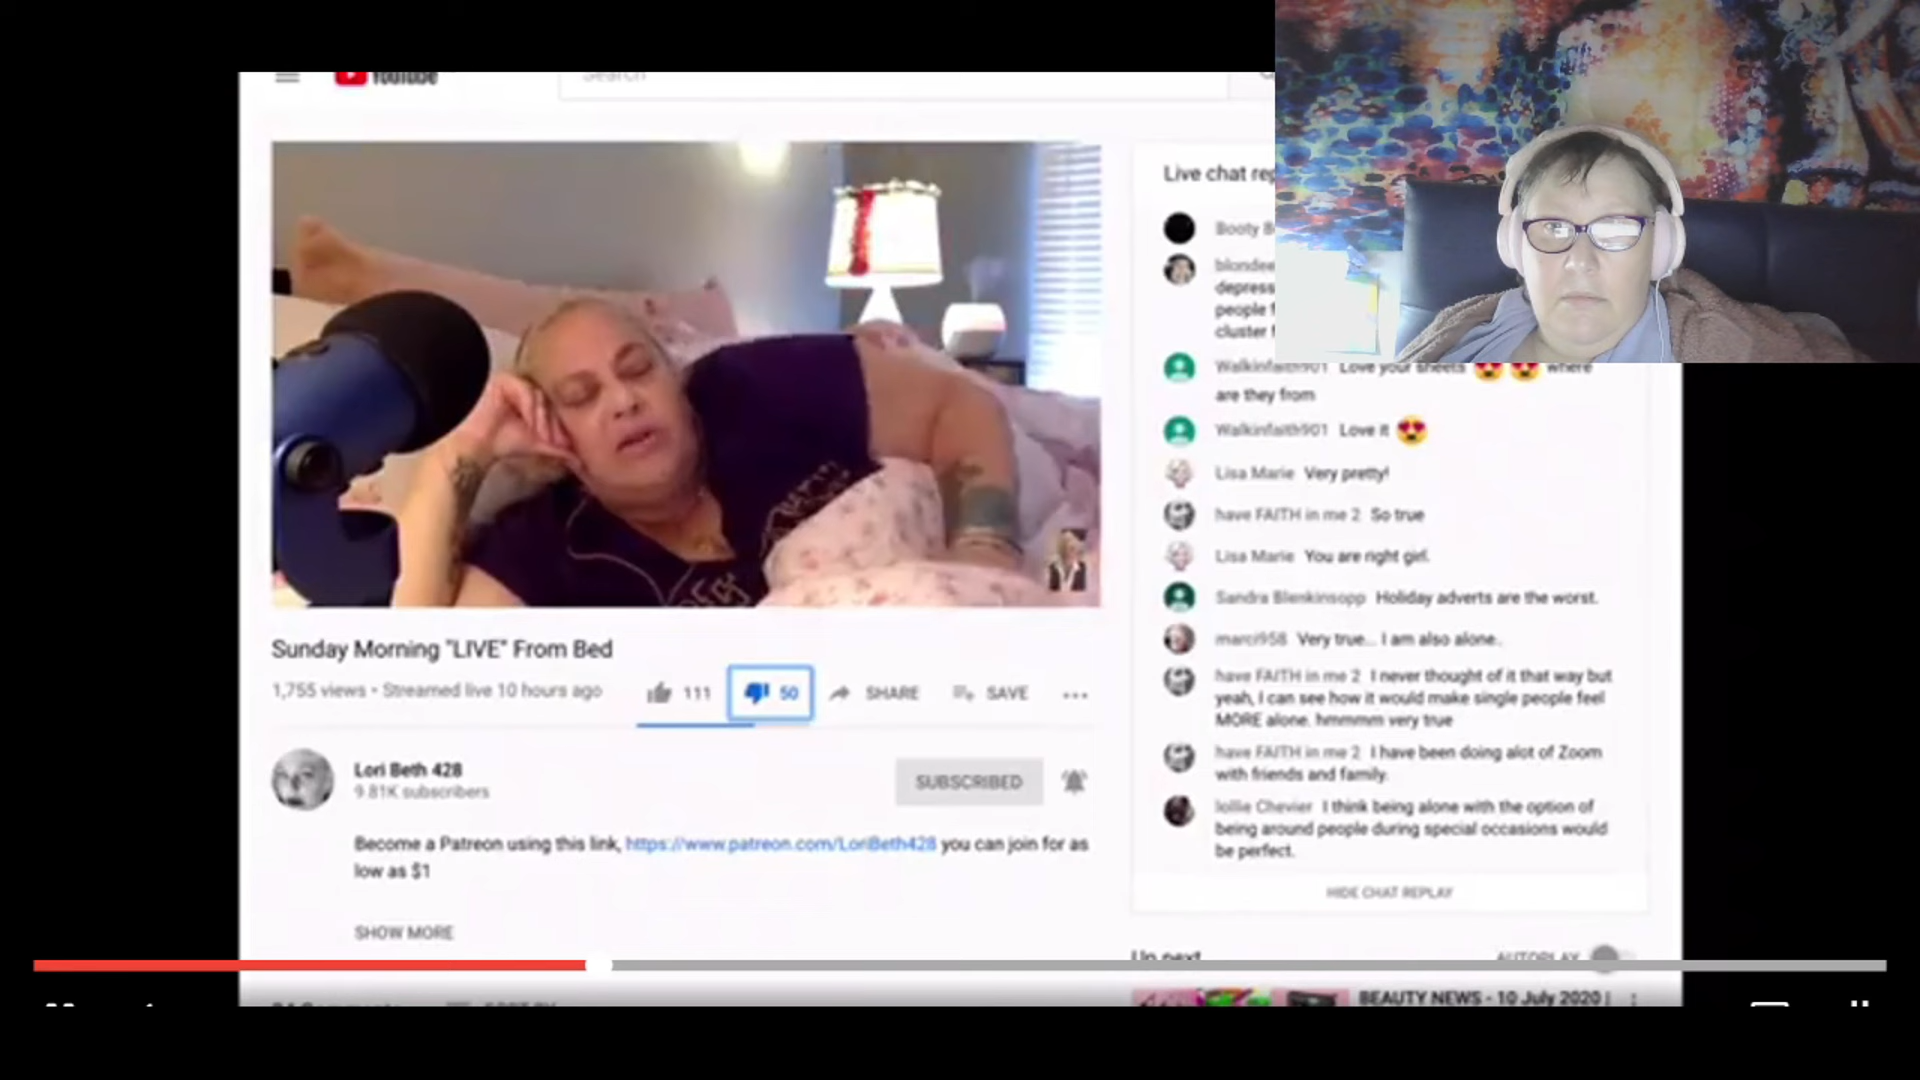 YouTube
Search
Sunday Morning "LIVE" From Bed
1,755 views • Streamed live 10 hours ago
111
50
SHARE
SAVE
Lori Beth 428
9.81K subscribers
SUBSCRIBED
Become a Patreon using this link, https://www.patreon.com/LoriBeth428 you can join for as
low as $1
SHOW MORE
Live chat rep
Booty B
blondee
depress
people f
cluster f
Walkinfaith901 Love your sheets 😍 😍 where
are they from
Walkinfaith901 Love it 😍
Lisa Marie Very pretty!
have FAITH in me 2 So true
Lisa Marie You are right girl.
Sandra Blenkinsopp Holiday adverts are the worst.
marci958 Very true... I am also alone..
have FAITH in me 2 I never thought of it that way but
yeah, I can see how it would make single people feel
MORE alone. hmmmm very true
have FAITH in me 2 I have been doing alot of Zoom
with friends and family.
lollie Chevier I think being alone with the option of
being around people during special occasions would
be perfect.
HIDE CHAT REPLAY
Up next
AUTOPLAY
BEAUTY NEWS - 10 July 2020 |